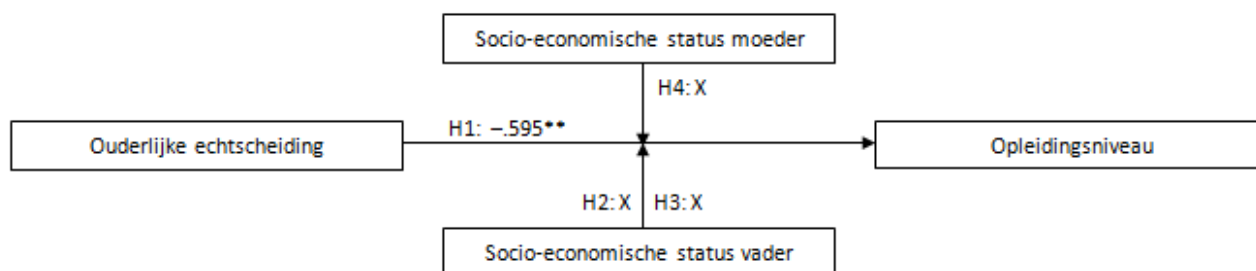 Socio-economische status moeder
H4: X
H1: –.595**
Ouderlijke echtscheiding
Opleidingsniveau
H2: X
H3: X
Socio-economische status vader